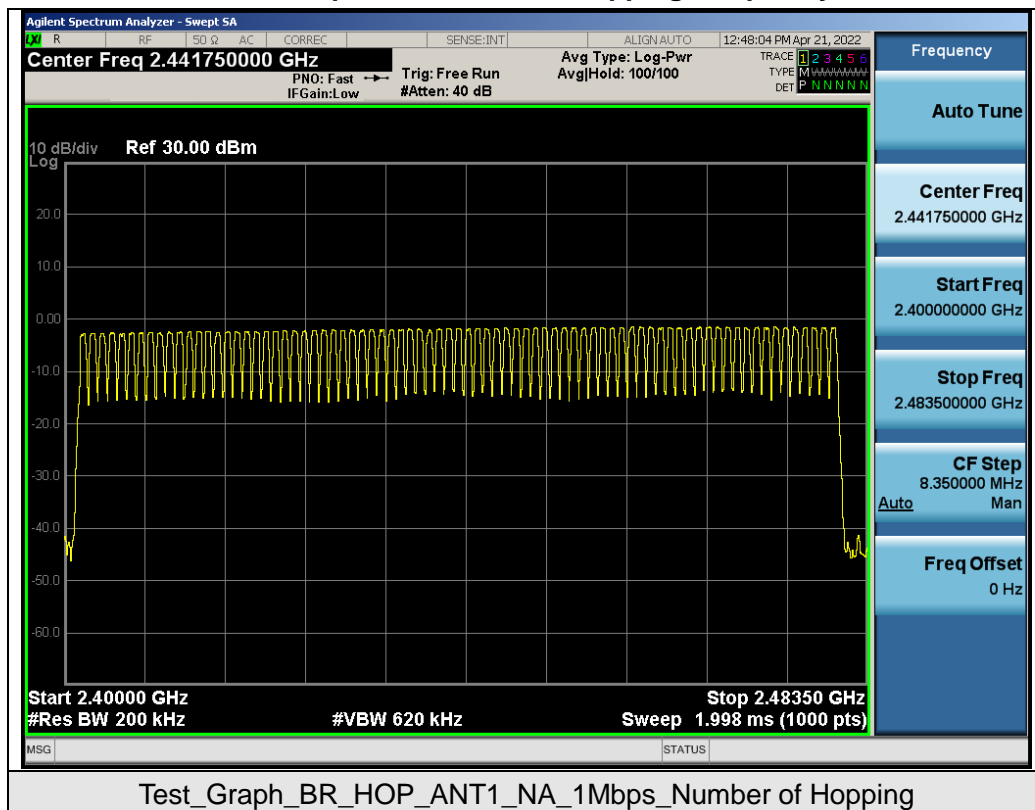 Agilent Spectrum Analyzer - Swept SA
LXI R RF 50 Ω AC CORREC SENSE:INT ALIGN AUTO 12:48:04 PM Apr 21, 2022
Center Freq 2.441750000 GHz
PNO: Fast
IFGain:Low
Trig: Free Run
#Atten: 40 dB
Avg Type: Log-Pwr
Avg|Hold: 100/100
TRACE 1 2 3 4 5 6
TYPE M
DET P N N N N N
10 dB/div Ref 30.00 dBm
Log
20.0
10.0
0.00
-10.0
-20.0
-30.0
-40.0
-50.0
-60.0
Start 2.40000 GHz Stop 2.48350 GHz
#Res BW 200 kHz #VBW 620 kHz Sweep 1.998 ms (1000 pts)
MSG STATUS
Frequency
Auto Tune
Center Freq
2.441750000 GHz
Start Freq
2.400000000 GHz
Stop Freq
2.483500000 GHz
CF Step
8.350000 MHz
Auto Man
Freq Offset
0 Hz
Test_Graph_BR_HOP_ANT1_NA_1Mbps_Number of Hopping